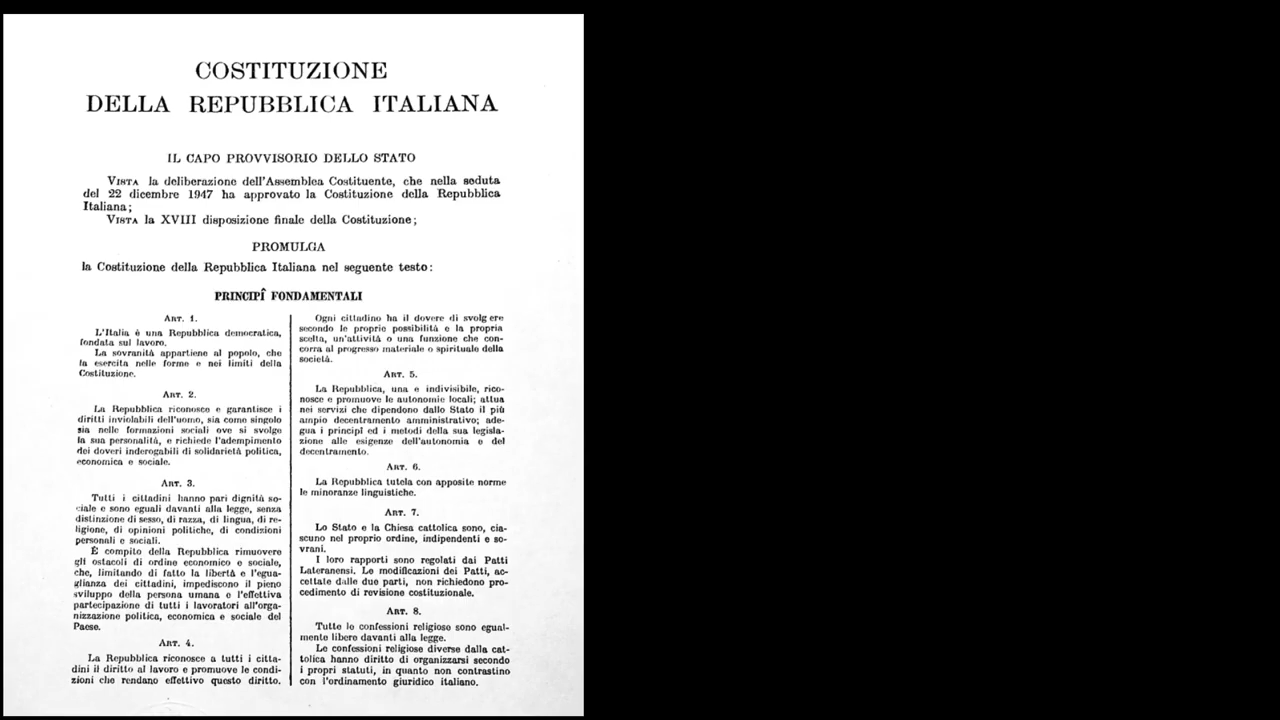 COSTITUZIONE
DELLA REPUBBLICA ITALIANA
IL CAPO PROVVISORIO DELLO STATO
VISTA la deliberazione dell'Assemblea Costituente, che nella seduta
del 22 dicembre 1947 ha approvato la Costituzione della Repubblica
Italiana;
VISTA la XVIII disposizione finale della Costituzione;
PROMULGA
la Costituzione della Repubblica Italiana nel seguente testo:
PRINCIPÎ FONDAMENTALI
ART. 1.
L'Italia è una Repubblica democratica,
fondata sul lavoro.
La sovranità appartiene al popolo, che
la esercita nelle forme e nei limiti della
Costituzione.
ART. 2.
La Repubblica riconosce e garantisce i
diritti inviolabili dell'uomo, sia come singolo
sia nelle formazioni sociali ove si svolge
la sua personalità, e richiede l'adempimento
dei doveri inderogabili di solidarietà politica,
economica e sociale.
ART. 3.
Tutti i cittadini hanno pari dignità so-
ciale e sono eguali davanti alla legge, senza
distinzione di sesso, di razza, di lingua, di re-
ligione, di opinioni politiche, di condizioni
personali e sociali.
È compito della Repubblica rimuovere
gli ostacoli di ordine economico e sociale,
che, limitando di fatto la libertà e l'egua-
glianza dei cittadini, impediscono il pieno
sviluppo della persona umana e l'effettiva
partecipazione di tutti i lavoratori all'orga-
nizzazione politica, economica e sociale del
Paese.
ART. 4.
La Repubblica riconosce a tutti i citta-
dini il diritto al lavoro e promuove le condi-
zioni che rendano effettivo questo diritto.
Ogni cittadino ha il dovere di svolgere
secondo le proprie possibilità e la propria
scelta, un'attività o una funzione che con-
corra al progresso materiale o spirituale della
società.
ART. 5.
La Repubblica, una e indivisibile, rico-
nosce e promuove le autonomie locali; attua
nei servizi che dipendono dallo Stato il più
ampio decentramento amministrativo; ade-
gua i principî ed i metodi della sua legisla-
zione alle esigenze dell'autonomia e del
decentramento.
ART. 6.
La Repubblica tutela con apposite norme
le minoranze linguistiche.
ART. 7.
Lo Stato e la Chiesa cattolica sono, cia-
scuno nel proprio ordine, indipendenti e so-
vrani.
I loro rapporti sono regolati dai Patti
Lateranensi. Le modificazioni dei Patti, ac-
cettate dalle due parti, non richiedono pro-
cedimento di revisione costituzionale.
ART. 8.
Tutte le confessioni religiose sono egual-
mente libere davanti alla legge.
Le confessioni religiose diverse dalla cat-
tolica hanno diritto di organizzarsi secondo
i propri statuti, in quanto non contrastino
con l'ordinamento giuridico italiano.